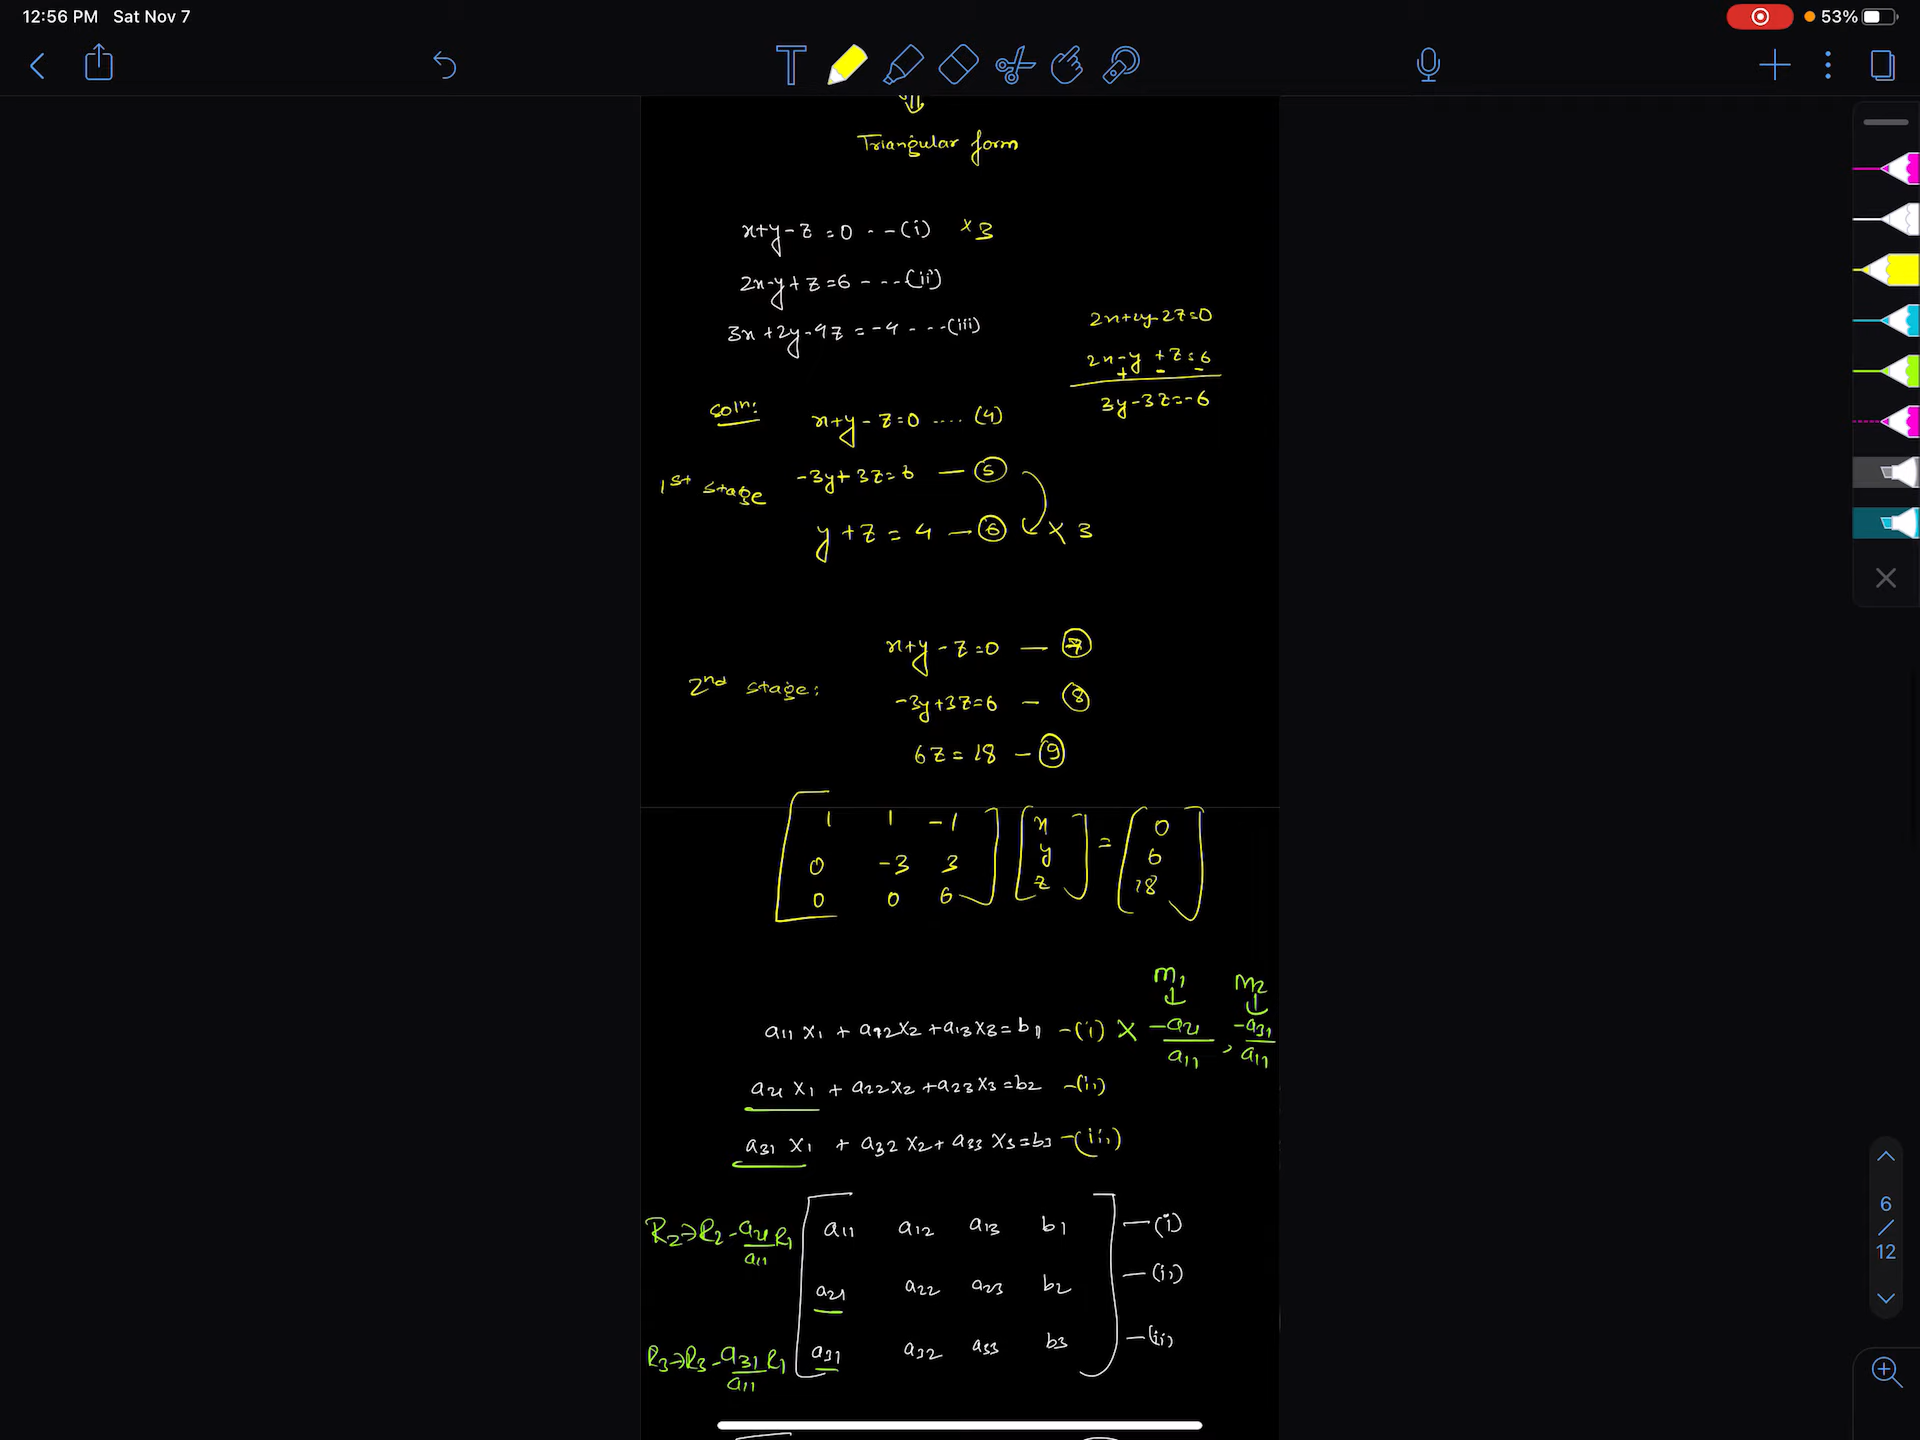 12:56 PM Sat Nov 7
53%
Triangular form
x+y-z=0 --(i) ×3
2x-y+z=6 ---(ii)
3x+2y-4z=-4 ---(iii)
2x+2y-2z=0
2x-y+z=6
+ - -
3y-3z=-6
soln:
x+y-z=0 .... (4)
1st stage
-3y+3z=6 — (5)
y+z=4 — (6) × 3
x+y-z=0 — (7)
2nd stage:
-3y+3z=6 — (8)
6z=18 — (9)
1 1 -1 x 0
0 -3 3 y = 6
0 0 6 z 18
m1 m2
a11 x1 + a12x2 + a13x3 = b1 -(i) × -a21/a11 , -a31/a11
a21 x1 + a22x2 + a23x3 = b2 -(ii)
a31 x1 + a32 x2 + a33 x3 = b3 -(iii)
R2→R2-a21/a11 R1
a11 a12 a13 b1 —(i)
a21 a22 a23 b2 —(ii)
R3→R3-a31/a11 R1
a31 a32 a33 b3 —(iii)
6
/
12